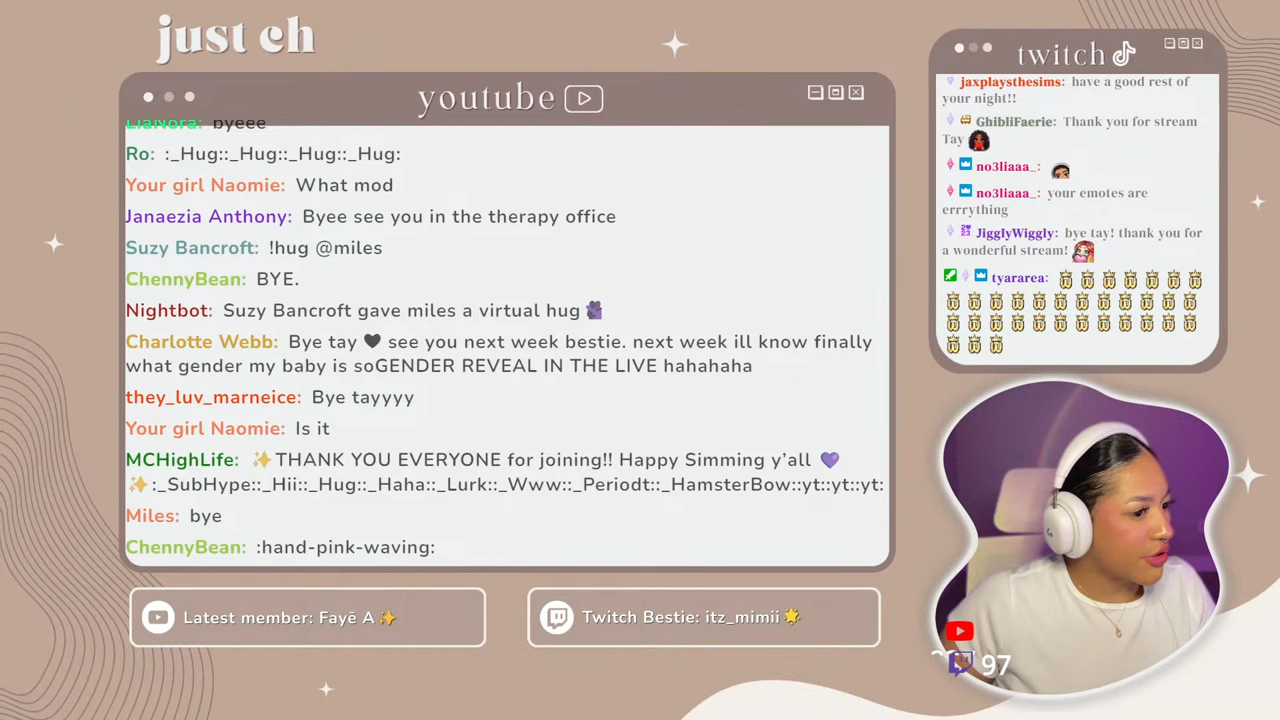 just ch
youtube
LiaNora: byeee
Ro: :_Hug::_Hug::_Hug::_Hug:
Your girl Naomie: What mod
Janaezia Anthony: Byee see you in the therapy office
Suzy Bancroft: !hug @miles
ChennyBean: BYE.
Nightbot: Suzy Bancroft gave miles a virtual hug
Charlotte Webb: Bye tay 🖤 see you next week bestie. next week ill know finally
what gender my baby is soGENDER REVEAL IN THE LIVE hahahaha
they_luv_marneice: Bye tayyyy
Your girl Naomie: Is it
MCHighLife: ✨THANK YOU EVERYONE for joining!! Happy Simming y'all 💜
✨:_SubHype::_Hii::_Hug::_Haha::_Lurk::_Www::_Periodt::_HamsterBow::yt::yt::yt:
Miles: bye
ChennyBean: :hand-pink-waving:
Latest member: Fayē A✨
Twitch Bestie: itz_mimii🌟
twitch
jaxplaysthesims: have a good rest of
your night!!
GhibliFaerie: Thank you for stream
Tay
no3liaaa_:
no3liaaa_: your emotes are
errrything
JigglyWiggly: bye tay! thank you for
a wonderful stream!
tyararea:
97